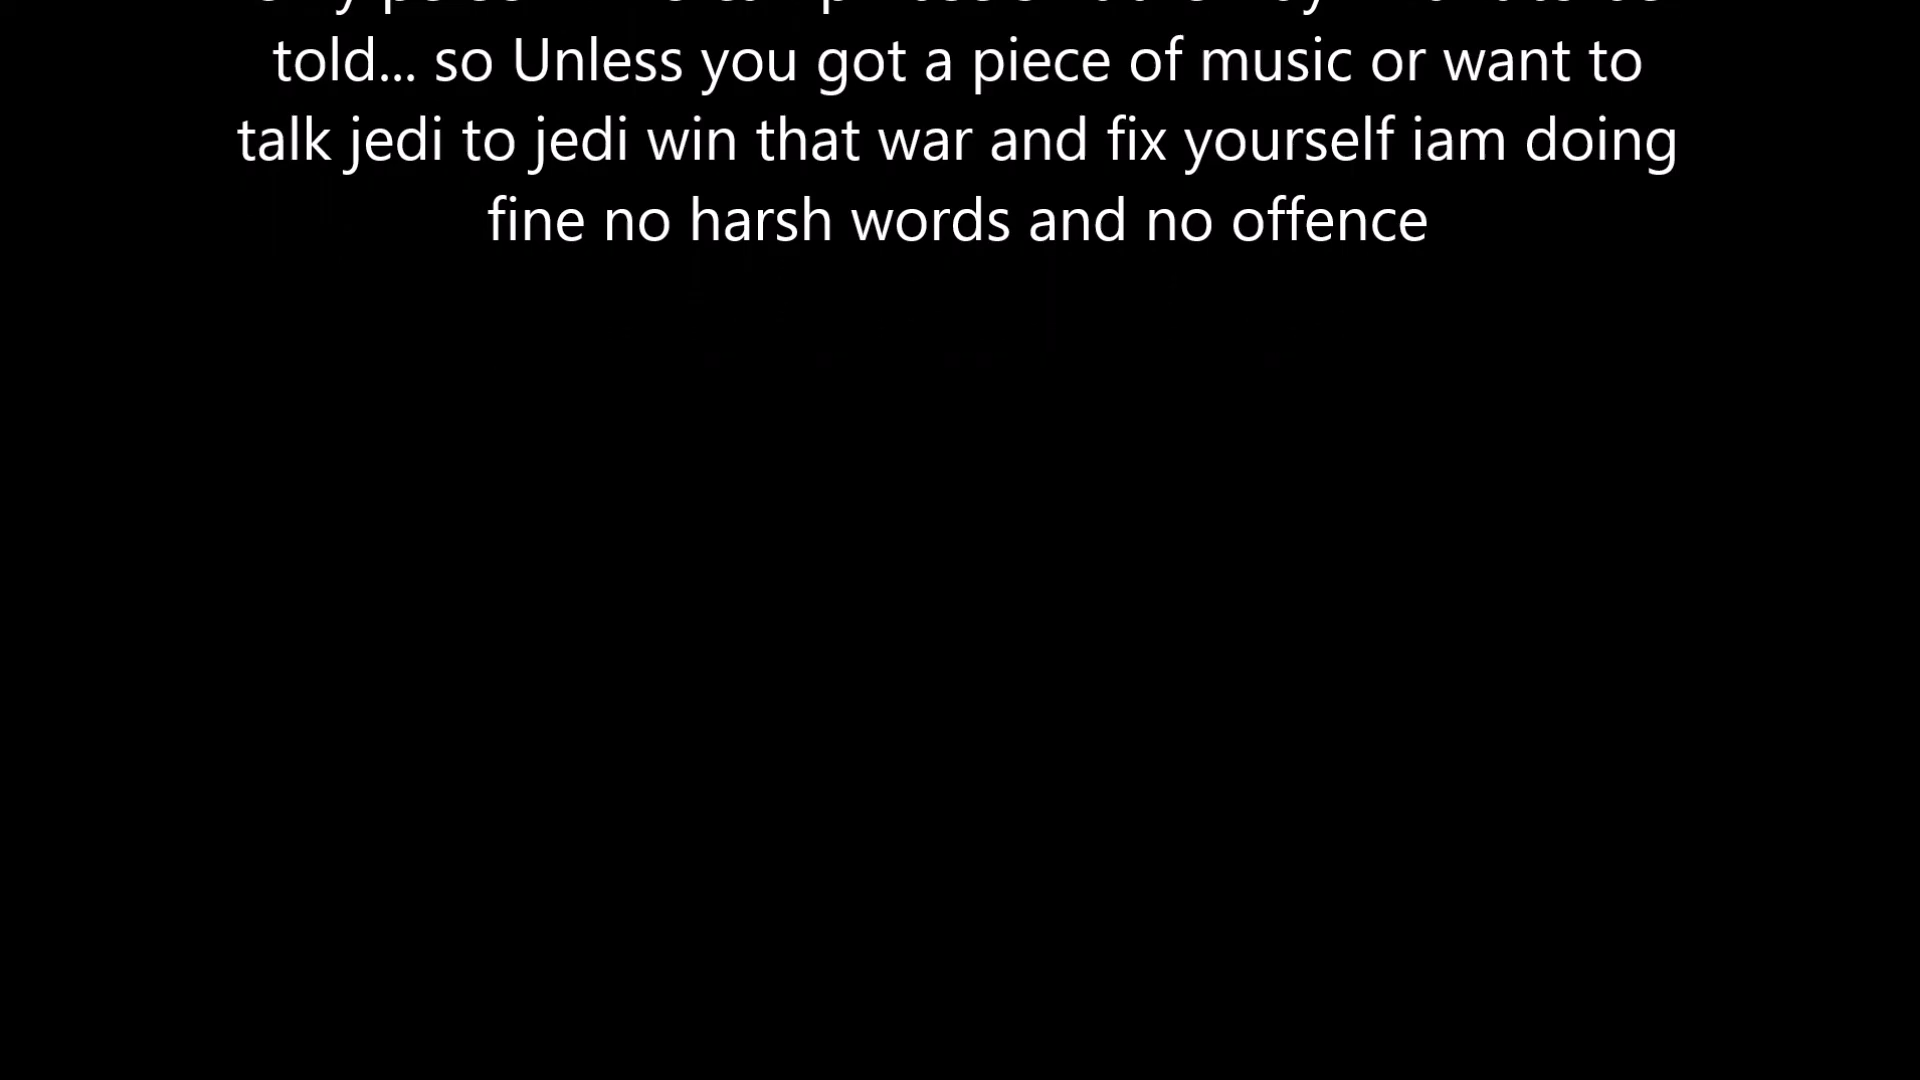 told... so Unless you got a piece of music or want to
talk jedi to jedi win that war and fix yourself iam doing
fine no harsh words and no offence